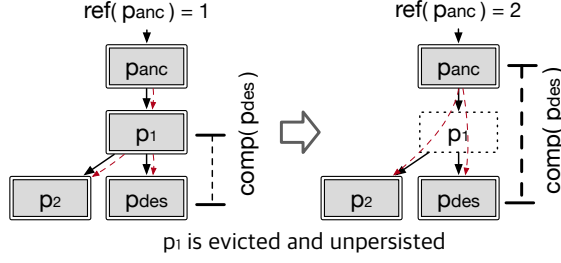 ref(panc) = 1
ref(panc) = 2
panc
p1
p2
pdes
comp(pdes)
panc
p1
p2
pdes
comp(pdes)
p1 is evicted and unpersisted